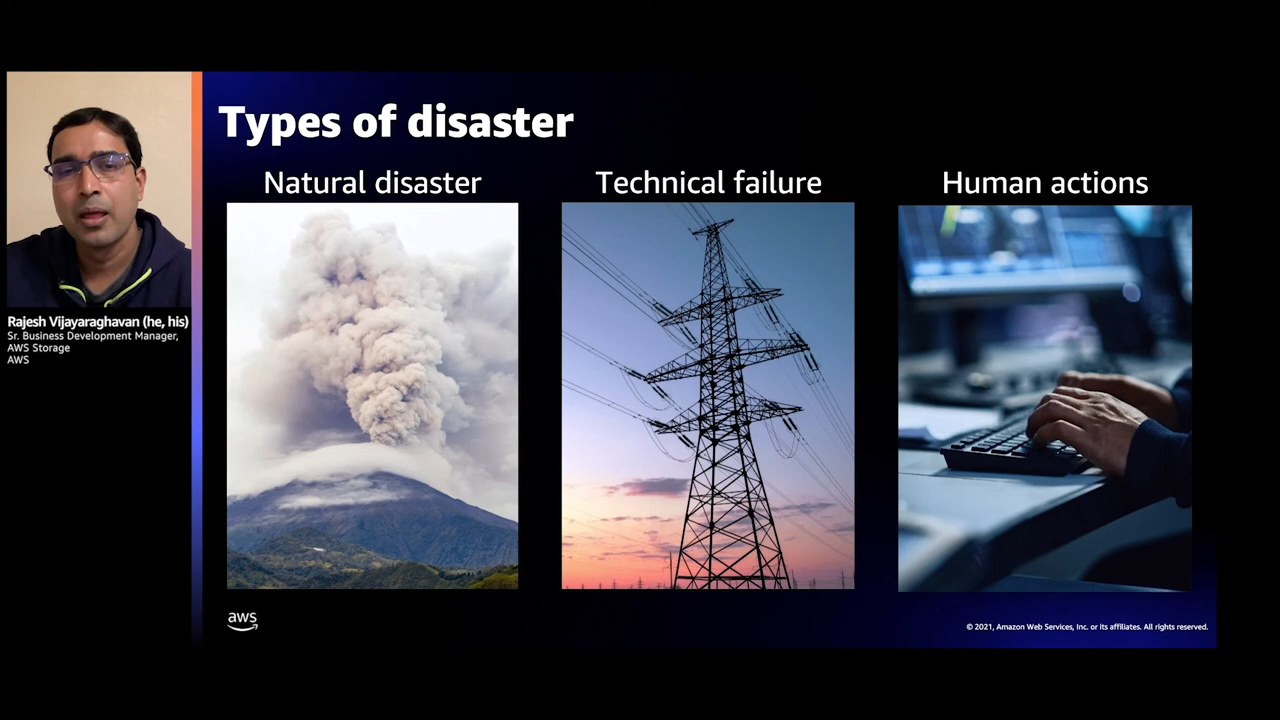 Types of disaster
Natural disaster
Technical failure
Human actions
Rajesh Vijayaraghavan (he, his)
Sr. Business Development Manager,
AWS Storage
AWS
aws
© 2021, Amazon Web Services, Inc. or its affiliates. All rights reserved.